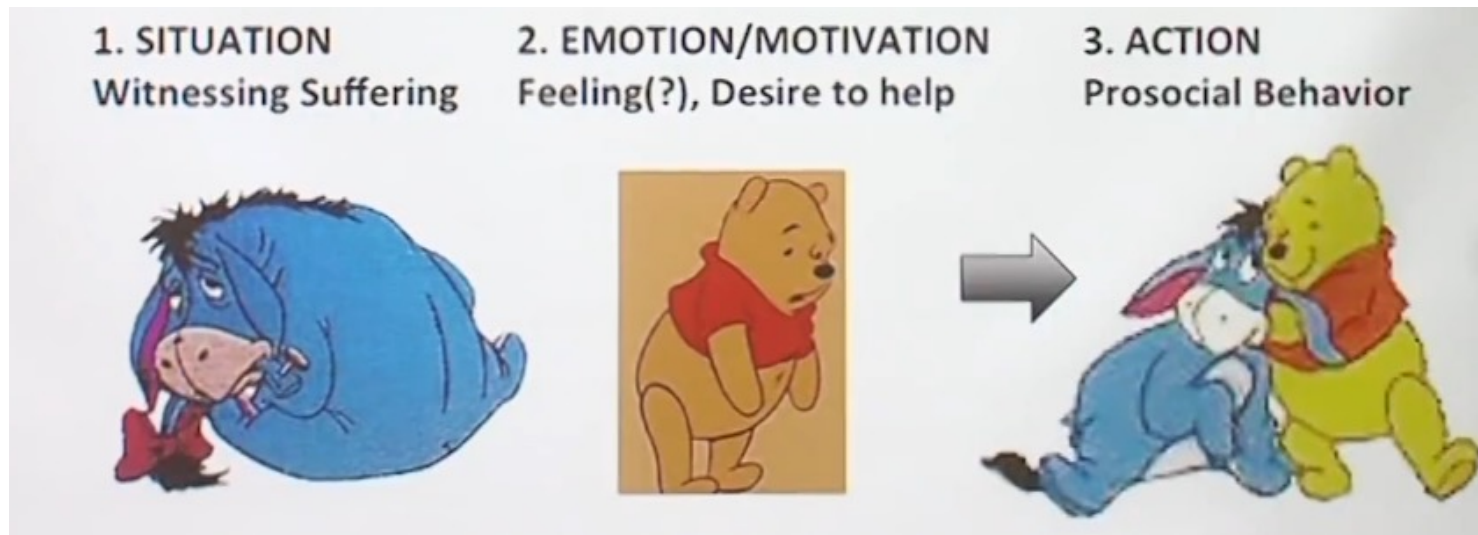 1. SITUATION
Witnessing Suffering
2. EMOTION/MOTIVATION
Feeling(?), Desire to help
3. ACTION
Prosocial Behavior